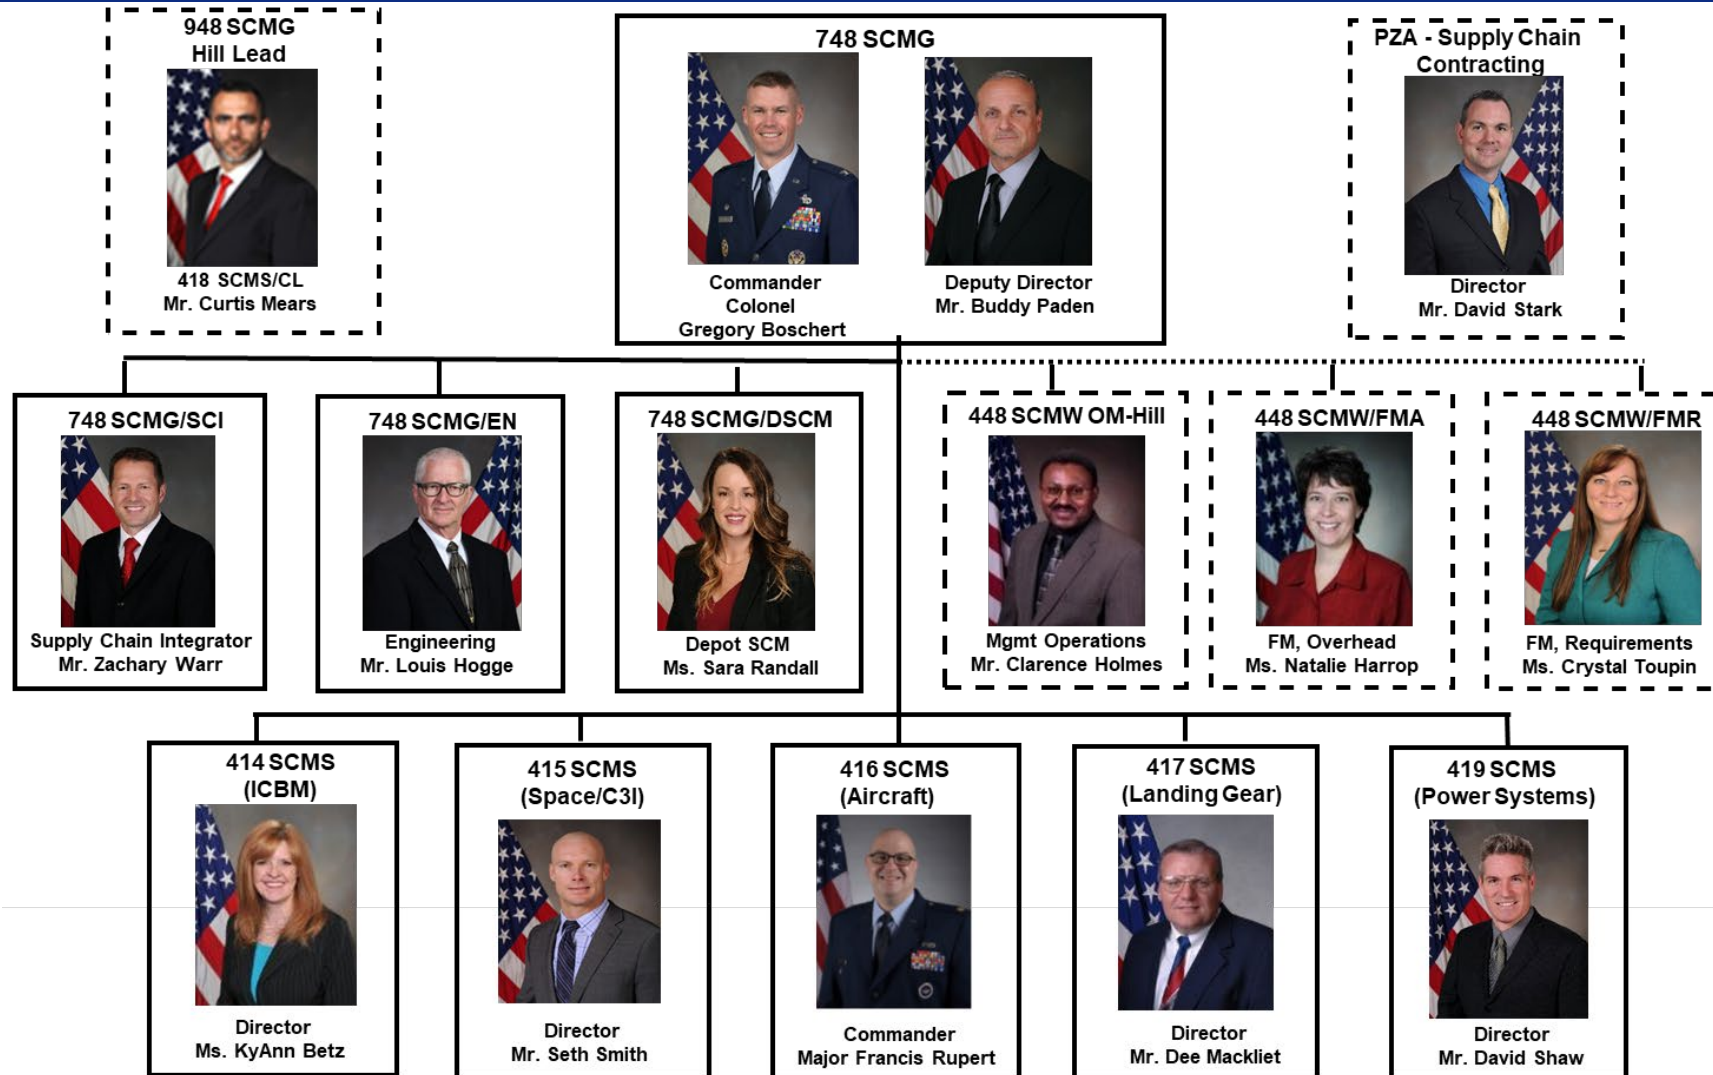 948 SCMG
Hill Lead
418 SCMS/CL
Mr. Curtis Mears
748 SCMG
Commander
Colonel
Gregory Boschert
Deputy Director
Mr. Buddy Paden
PZA - Supply Chain
Contracting
Director
Mr. David Stark
748 SCMG/SCI
Supply Chain Integrator
Mr. Zachary Warr
748 SCMG/EN
Engineering
Mr. Louis Hogge
748 SCMG/DSCM
Depot SCM
Ms. Sara Randall
448 SCMW OM-Hill
Mgmt Operations
Mr. Clarence Holmes
448 SCMW/FMA
FM, Overhead
Ms. Natalie Harrop
448 SCMW/FMR
FM, Requirements
Ms. Crystal Toupin
414 SCMS
(ICBM)
Director
Ms. KyAnn Betz
415 SCMS
(Space/C3I)
Director
Mr. Seth Smith
416 SCMS
(Aircraft)
Commander
Major Francis Rupert
417 SCMS
(Landing Gear)
Director
Mr. Dee Mackliet
419 SCMS
(Power Systems)
Director
Mr. David Shaw